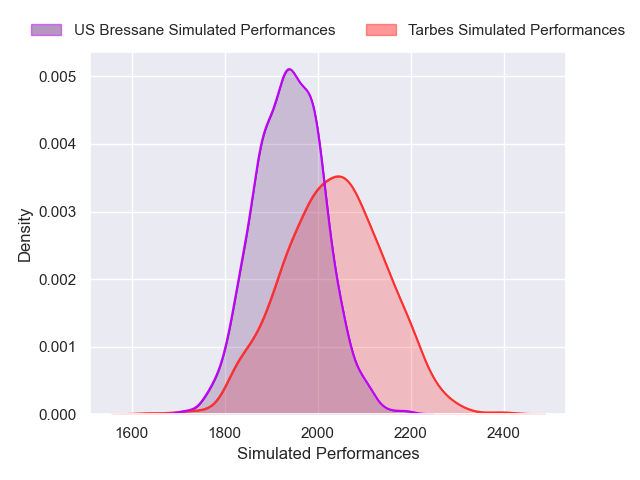 US Bressane Simulated Performances
Tarbes Simulated Performances
0.005
0.004
0.003
0.002
0.001
0.000
Density
1600
1800
2000
2200
2400
Simulated Performances